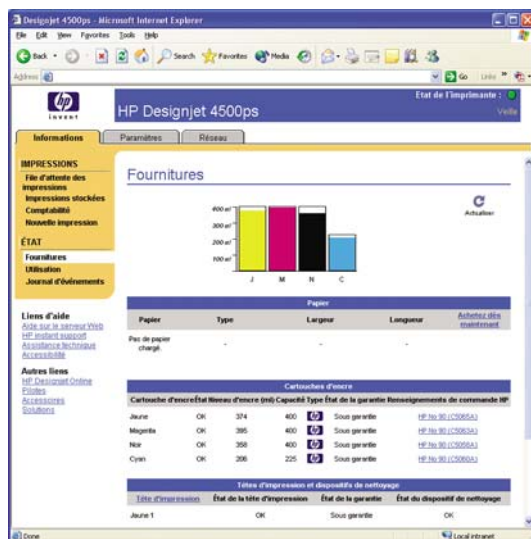 Designjet 4500ps - Microsoft Internet Explorer
File Edit View Favorites Tools Help
Back Search Favorites Media
Address Go Links
hp
invent
HP Designjet 4500ps
Etat de l'imprimante :
Veille
Informations Paramètres Réseau
IMPRESSIONS
File d'attente des
impressions
Impressions stockées
Comptabilité
Nouvelle impression
ÉTAT
Fournitures
Utilisation
Journal d'événements
Liens d'aide
Aide sur le serveur Web
HP instant support
Assistance technique
Accessibilité
Autres liens
HP Designjet Online
Pilotes
Accessoires
Solutions
Fournitures
Actualiser
400 ml
300 ml
200 ml
100 ml
J M N C
Papier
Papier Type Largeur Longueur Achetez dès
maintenant
Pas de papier
chargé. - - -
Cartouches d'encre
Cartouche d'encre État Niveau d'encre (ml) Capacité Type État de la garantie Renseignements de commande HP
Jaune OK 374 400 hp Sous garantie HP No 90 (C5065A)
Magenta OK 395 400 hp Sous garantie HP No 90 (C5063A)
Noir OK 358 400 hp Sous garantie HP No 90 (C5058A)
Cyan OK 206 225 hp Sous garantie HP No 90 (C5060A)
Têtes d'impression et dispositifs de nettoyage
Tête d'impression État de la tête d'impression État de la garantie État du dispositif de nettoyage
Jaune 1 OK Sous garantie OK
Done Local intranet